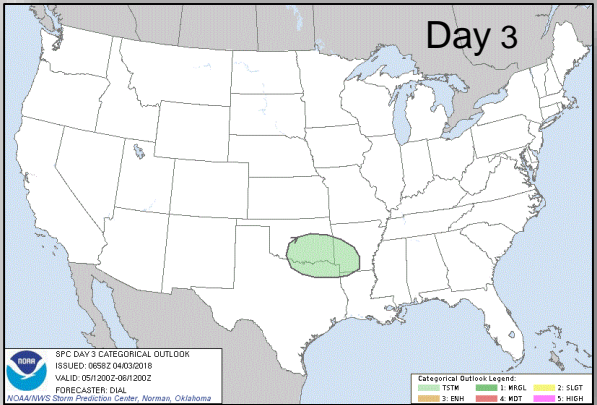 Day 3
SPC DAY 3 CATEGORICAL OUTLOOK
ISSUED: 0658Z 04/03/2018
VALID: 05/1200Z-06/1200Z
FORECASTER: DIAL
NOAA/NWS Storm Prediction Center, Norman, Oklahoma
NOAA
Categorical Outlook Legend:
TSTM 1: MRGL 2: SLGT
3: ENH 4: MDT 5: HIGH